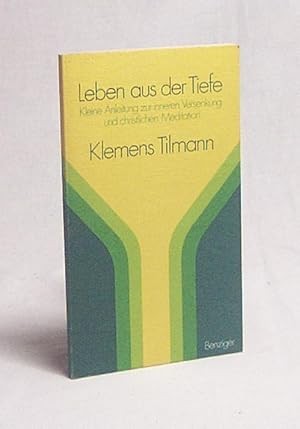 Leben aus der Tiefe
Kleine Anleitung zur inneren Versenkung
und christlichen Meditation
Klemens Tilmann
Benziger